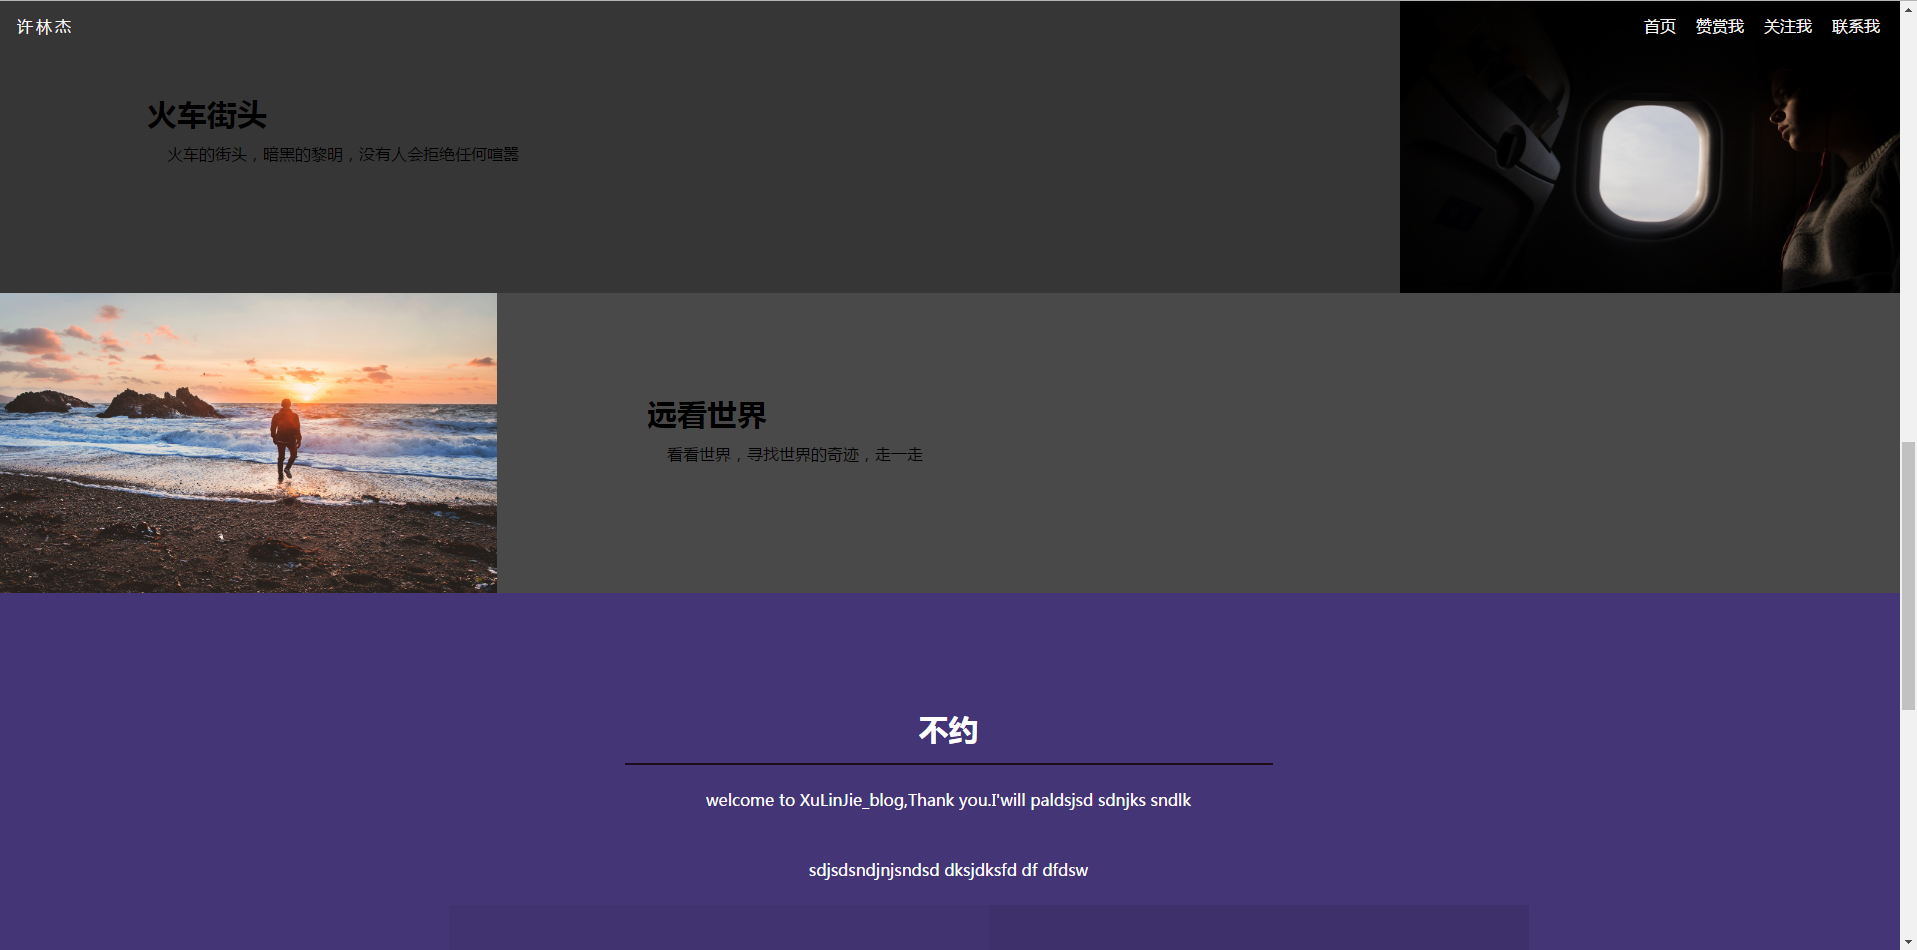 许林杰
首页 赞赏我 关注我 联系我
火车街头
火车的街头，暗黑的黎明，没有人会拒绝任何喧嚣
远看世界
看看世界，寻找世界的奇迹，走一走
不约
welcome to XuLinJie_blog,Thank you.I'will paldsjsd sdnjks sndlk
sdjsdsndjnjsndsd dksjdksfd df dfdsw